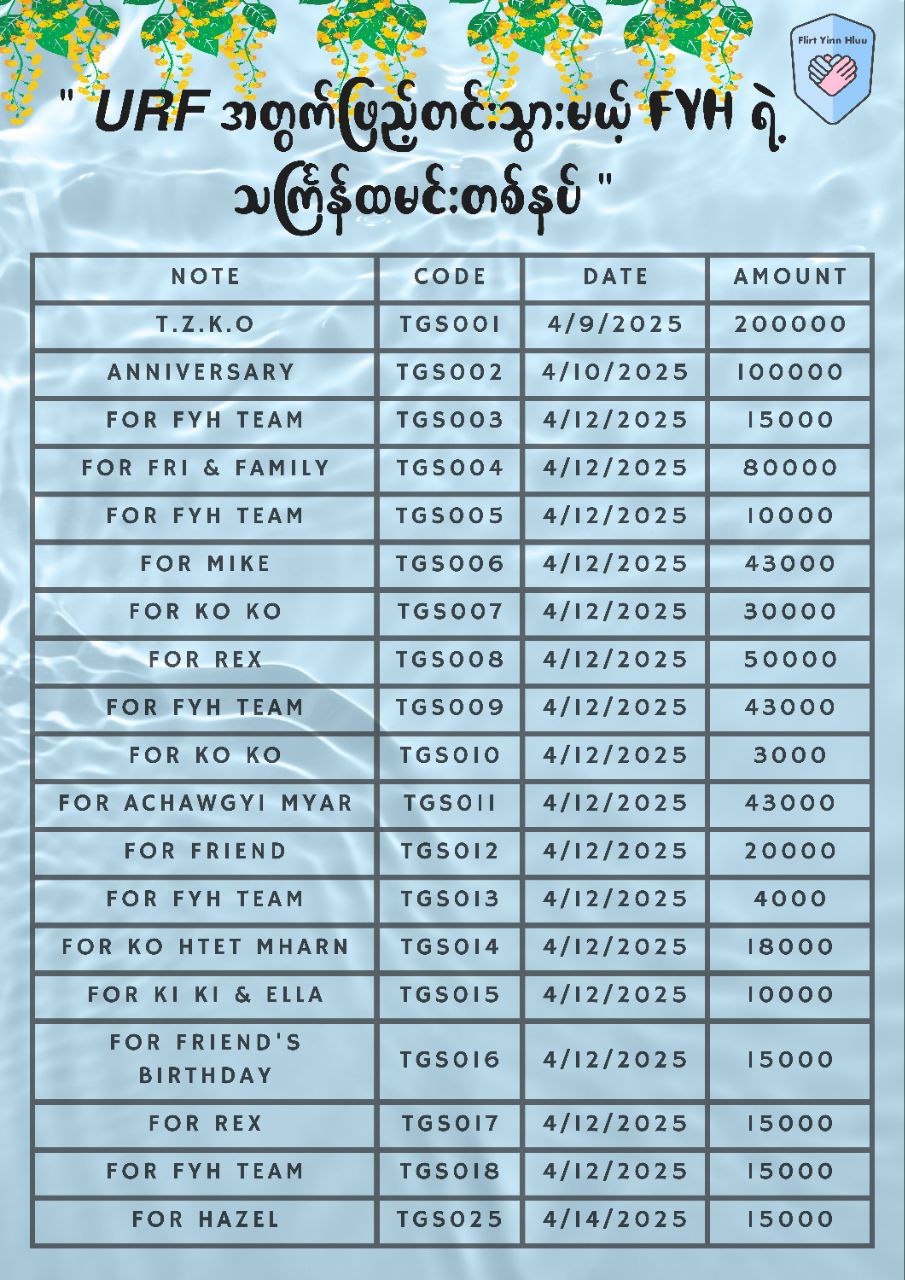 Flirt Yinn Hluu
" URF အတွက်ဖြည့်တင်းသွားမယ့် FYH ရဲ့
သင်္ကြန်ထမင်းတစ်နပ် "
NOTE CODE DATE AMOUNT
T.Z.K.O TGS001 4/9/2025 200000
ANNIVERSARY TGS002 4/10/2025 100000
FOR FYH TEAM TGS003 4/12/2025 15000
FOR FRI & FAMILY TGS004 4/12/2025 80000
FOR FYH TEAM TGS005 4/12/2025 10000
FOR MIKE TGS006 4/12/2025 43000
FOR KO KO TGS007 4/12/2025 30000
FOR REX TGS008 4/12/2025 50000
FOR FYH TEAM TGS009 4/12/2025 43000
FOR KO KO TGS010 4/12/2025 3000
FOR ACHAWGYI MYAR TGS011 4/12/2025 43000
FOR FRIEND TGS012 4/12/2025 20000
FOR FYH TEAM TGS013 4/12/2025 4000
FOR KO HTET MHARN TGS014 4/12/2025 18000
FOR KI KI & ELLA TGS015 4/12/2025 10000
FOR FRIEND'S
BIRTHDAY TGS016 4/12/2025 15000
FOR REX TGS017 4/12/2025 15000
FOR FYH TEAM TGS018 4/12/2025 15000
FOR HAZEL TGS025 4/14/2025 15000